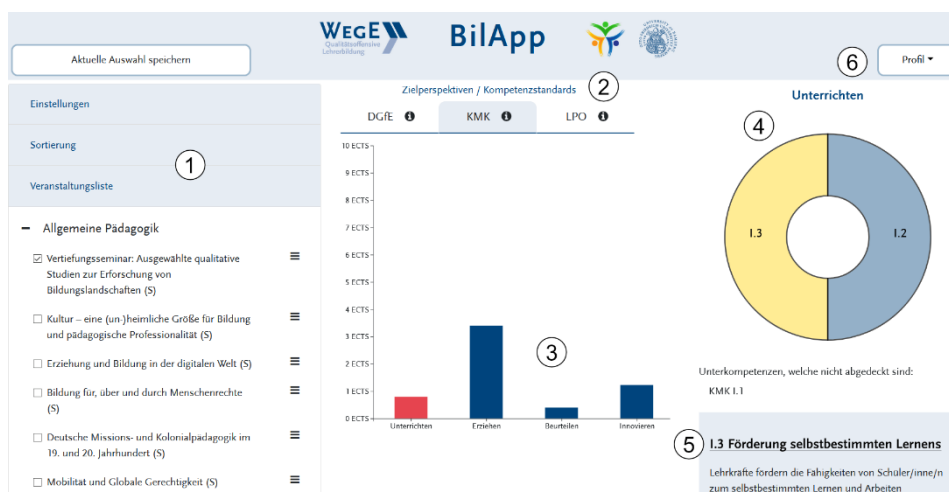 WEGE
Qualitätsoffensive
Lehrerbildung
BilApp
Aktuelle Auswahl speichern
6
Profil
Einstellungen
Sortierung
1
Veranstaltungsliste
− Allgemeine Pädagogik
Vertiefungsseminar: Ausgewählte qualitative
Studien zur Erforschung von
Bildungslandschaften (S)
Kultur – eine (un-)heimliche Größe für Bildung
und pädagogische Professionalität (S)
Erziehung und Bildung in der digitalen Welt (S)
Bildung für, über und durch Menschenrechte
(S)
Deutsche Missions- und Kolonialpädagogik im
19. und 20. Jahrhundert (S)
Mobilität und Globale Gerechtigkeit (S)
Zielperspektiven / Kompetenzstandards
2
DGfE
KMK
LPO
10 ECTS
9 ECTS
8 ECTS
7 ECTS
6 ECTS
5 ECTS
4 ECTS
3 ECTS
2 ECTS
1 ECTS
0 ECTS
3
Unterrichten
Erziehen
Beurteilen
Innovieren
Unterrichten
4
I.3
I.2
Unterkompetenzen, welche nicht abgedeckt sind:
KMK I.1
5
I.3 Förderung selbstbestimmten Lernens
Lehrkräfte fördern die Fähigkeiten von Schüler/inne/n
zum selbstbestimmten Lernen und Arbeiten